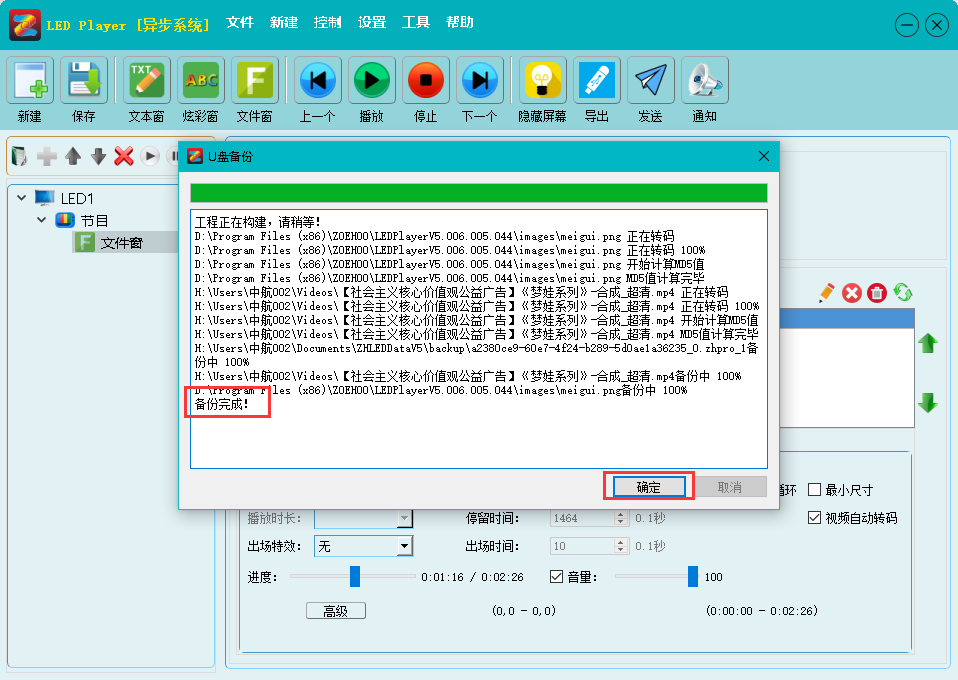 LED Player [异步系统] 文件 新建 控制 设置 工具 帮助
TXT ABC
新建 保存 文本窗 炫彩窗 文件窗 上一个 播放 停止 下一个 隐藏屏幕 导出 发送 通知
U盘备份
LED1
节目
文件窗
工程正在构建，请稍等！
D:\Program Files (x86)\ZOEHOO\LEDPlayerV5.006.005.044\images\meigui.png 正在转码
D:\Program Files (x86)\ZOEHOO\LEDPlayerV5.006.005.044\images\meigui.png 正在转码 100%
D:\Program Files (x86)\ZOEHOO\LEDPlayerV5.006.005.044\images\meigui.png 开始计算MD5值
D:\Program Files (x86)\ZOEHOO\LEDPlayerV5.006.005.044\images\meigui.png MD5值计算完毕
H:\Users\中航002\Videos\【社会主义核心价值观公益广告】《梦娃系列》-合成_超清.mp4 正在转码
H:\Users\中航002\Videos\【社会主义核心价值观公益广告】《梦娃系列》-合成_超清.mp4 正在转码 100%
H:\Users\中航002\Videos\【社会主义核心价值观公益广告】《梦娃系列》-合成_超清.mp4 开始计算MD5值
H:\Users\中航002\Videos\【社会主义核心价值观公益广告】《梦娃系列》-合成_超清.mp4 MD5值计算完毕
H:\Users\中航002\Documents\ZHLEDDataV5\backup\a2380ce9-60e7-4f24-b289-5d0ae1a36235_0.zhpro_1备
份中 100%
H:\Users\中航002\Videos\【社会主义核心价值观公益广告】《梦娃系列》-合成_超清.mp4备份中 100%
D:\Program Files (x86)\ZOEHOO\LEDPlayerV5.006.005.044\images\meigui.png备份中 100%
备份完成！
确定 取消
循环 最小尺寸
播放时长： 停留时间： 1464 0.1秒 视频自动转码
出场特效： 无 出场时间： 10 0.1秒
进度： 0:01:16 / 0:02:26 音量： 100
高级 (0,0 - 0,0) (0:00:00 - 0:02:26)